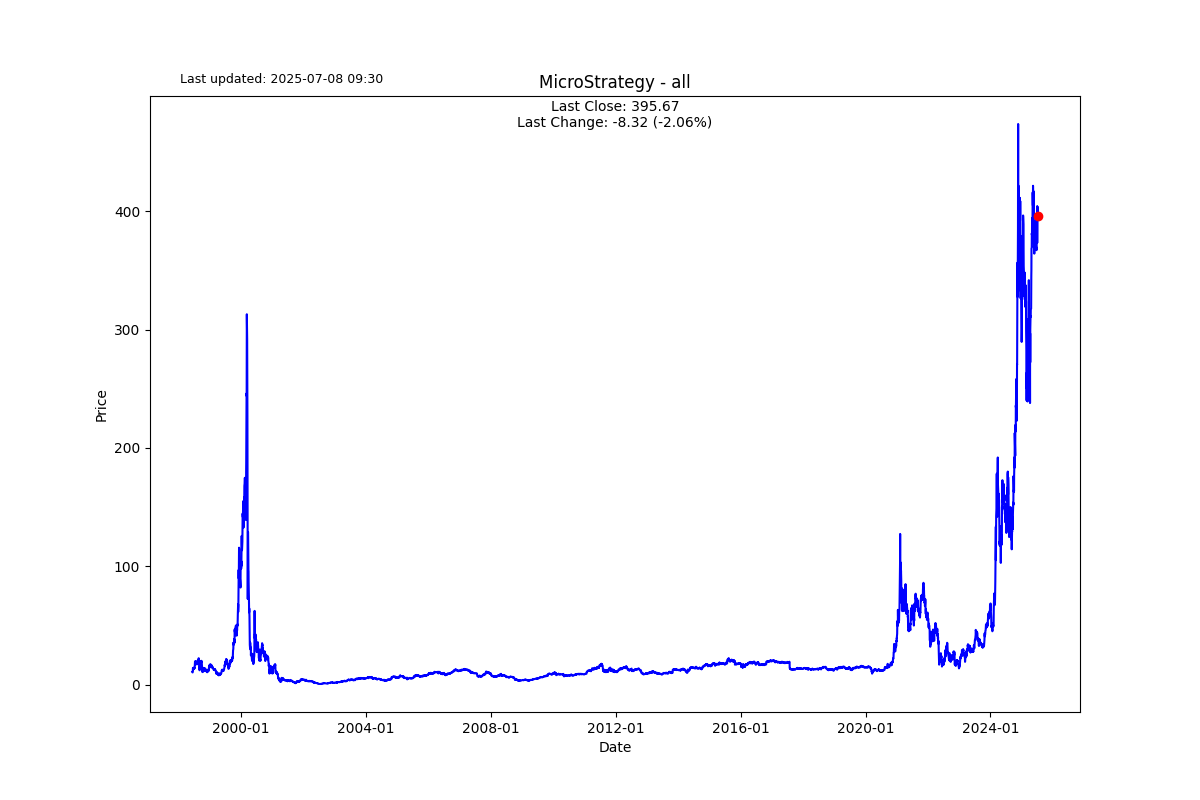 Last updated: 2025-07-08 09:30
MicroStrategy - all
Last Close: 395.67
Last Change: -8.32 (-2.06%)
400
300
200
100
0
Price
2000-01
2004-01
2008-01
2012-01
2016-01
2020-01
2024-01
Date